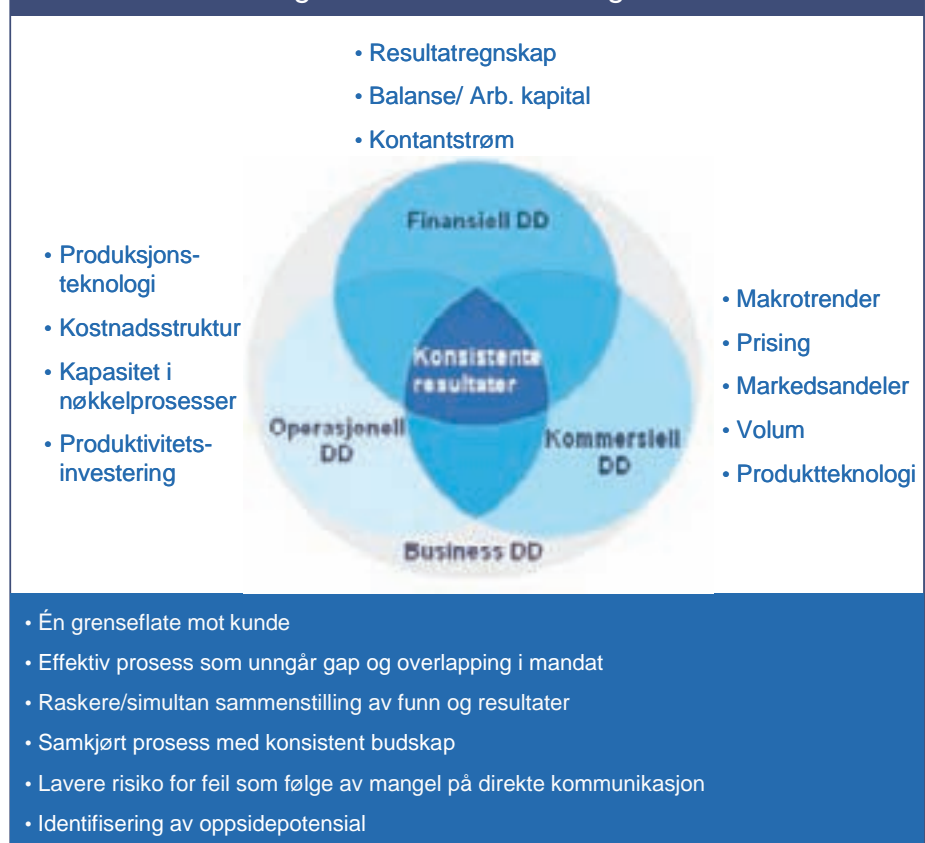 • Resultatregnskap
• Balanse/ Arb. kapital
• Kontantstrøm
Finansiell DD
• Produksjons-
teknologi
• Kostnadsstruktur
• Kapasitet i
nøkkelprosesser
• Produktivitets-
investering
Konsistente
resultater
Operasjonell
DD
Kommersiell
DD
Business DD
• Makrotrender
• Prising
• Markedsandeler
• Volum
• Produktteknologi
• Én grenseflate mot kunde
• Effektiv prosess som unngår gap og overlapping i mandat
• Raskere/simultan sammenstilling av funn og resultater
• Samkjørt prosess med konsistent budskap
• Lavere risiko for feil som følge av mangel på direkte kommunikasjon
• Identifisering av oppsidepotensial